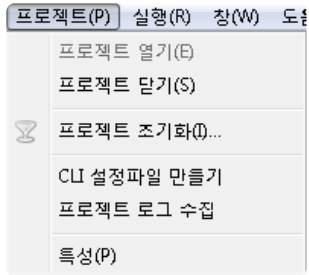 프로젝트(P) 실행(R) 창(W)
프로젝트 열기(E)
프로젝트 닫기(S)
프로젝트 초기화(I)...
CLI 설정파일 만들기
프로젝트 로그 수집
특성(P)